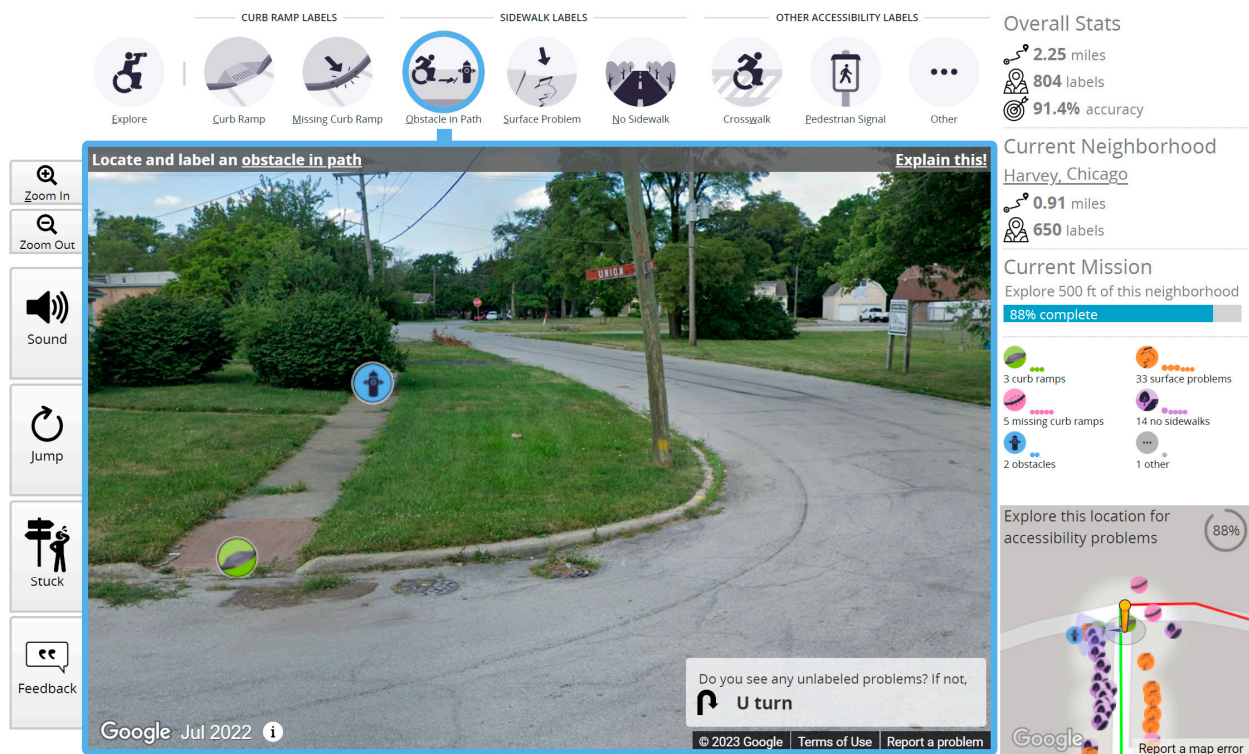 CURB RAMP LABELS
SIDEWALK LABELS
OTHER ACCESSIBILITY LABELS
Explore
Curb Ramp
Missing Curb Ramp
Obstacle in Path
Surface Problem
No Sidewalk
Crosswalk
Pedestrian Signal
Other
Zoom In
Zoom Out
Sound
Jump
Stuck
Feedback
Locate and label an obstacle in path
Explain this!
UNION
Do you see any unlabeled problems? If not,
U turn
Google Jul 2022 i
© 2023 Google
Terms of Use
Report a problem
Overall Stats
2.25 miles
804 labels
91.4% accuracy
Current Neighborhood
Harvey, Chicago
0.91 miles
650 labels
Current Mission
Explore 500 ft of this neighborhood
88% complete
3 curb ramps
33 surface problems
5 missing curb ramps
14 no sidewalks
2 obstacles
1 other
Explore this location for
accessibility problems
88%
Google
Report a map error